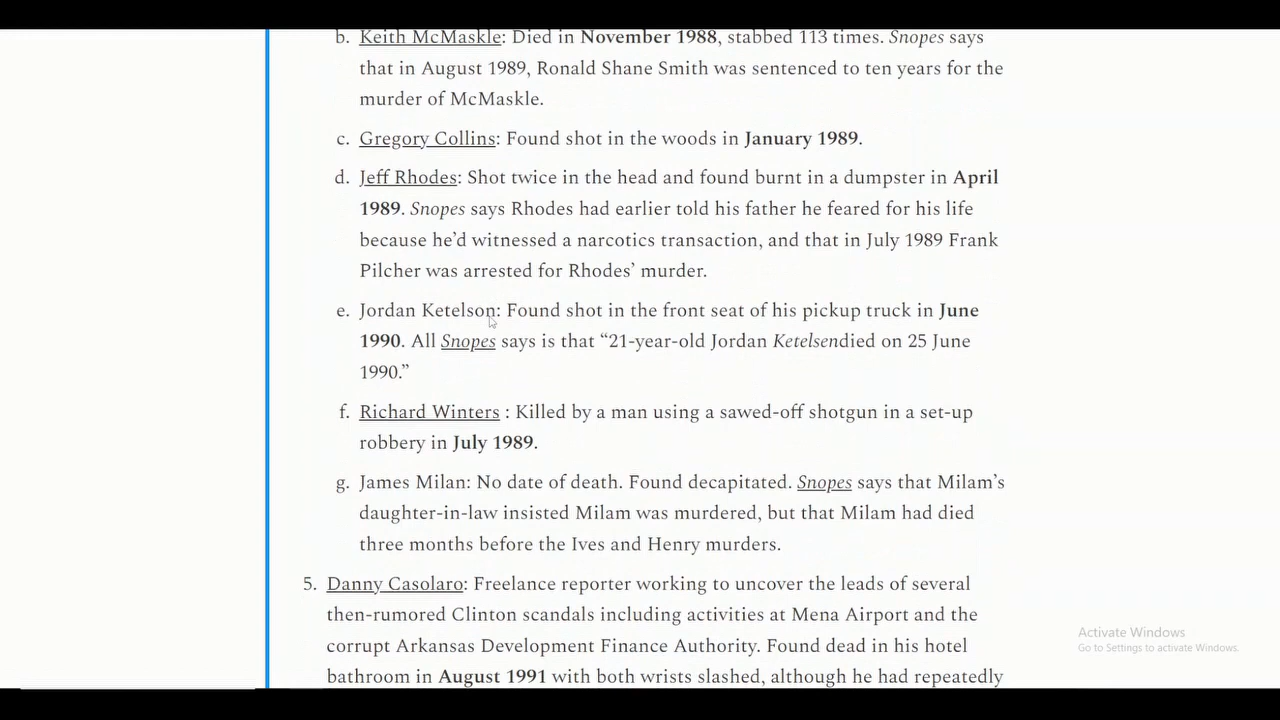 b. Keith McMaskle: Died in November 1988, stabbed 113 times. Snopes says
that in August 1989, Ronald Shane Smith was sentenced to ten years for the
murder of McMaskle.
c. Gregory Collins: Found shot in the woods in January 1989.
d. Jeff Rhodes: Shot twice in the head and found burnt in a dumpster in April
1989. Snopes says Rhodes had earlier told his father he feared for his life
because he’d witnessed a narcotics transaction, and that in July 1989 Frank
Pilcher was arrested for Rhodes’ murder.
e. Jordan Ketelson: Found shot in the front seat of his pickup truck in June
1990. All Snopes says is that “21-year-old Jordan Ketelsendied on 25 June
1990.”
f. Richard Winters : Killed by a man using a sawed-off shotgun in a set-up
robbery in July 1989.
g. James Milan: No date of death. Found decapitated. Snopes says that Milam’s
daughter-in-law insisted Milam was murdered, but that Milam had died
three months before the Ives and Henry murders.
5. Danny Casolaro: Freelance reporter working to uncover the leads of several
then-rumored Clinton scandals including activities at Mena Airport and the
corrupt Arkansas Development Finance Authority. Found dead in his hotel
bathroom in August 1991 with both wrists slashed, although he had repeatedly
Activate Windows
Go to Settings to activate Windows.